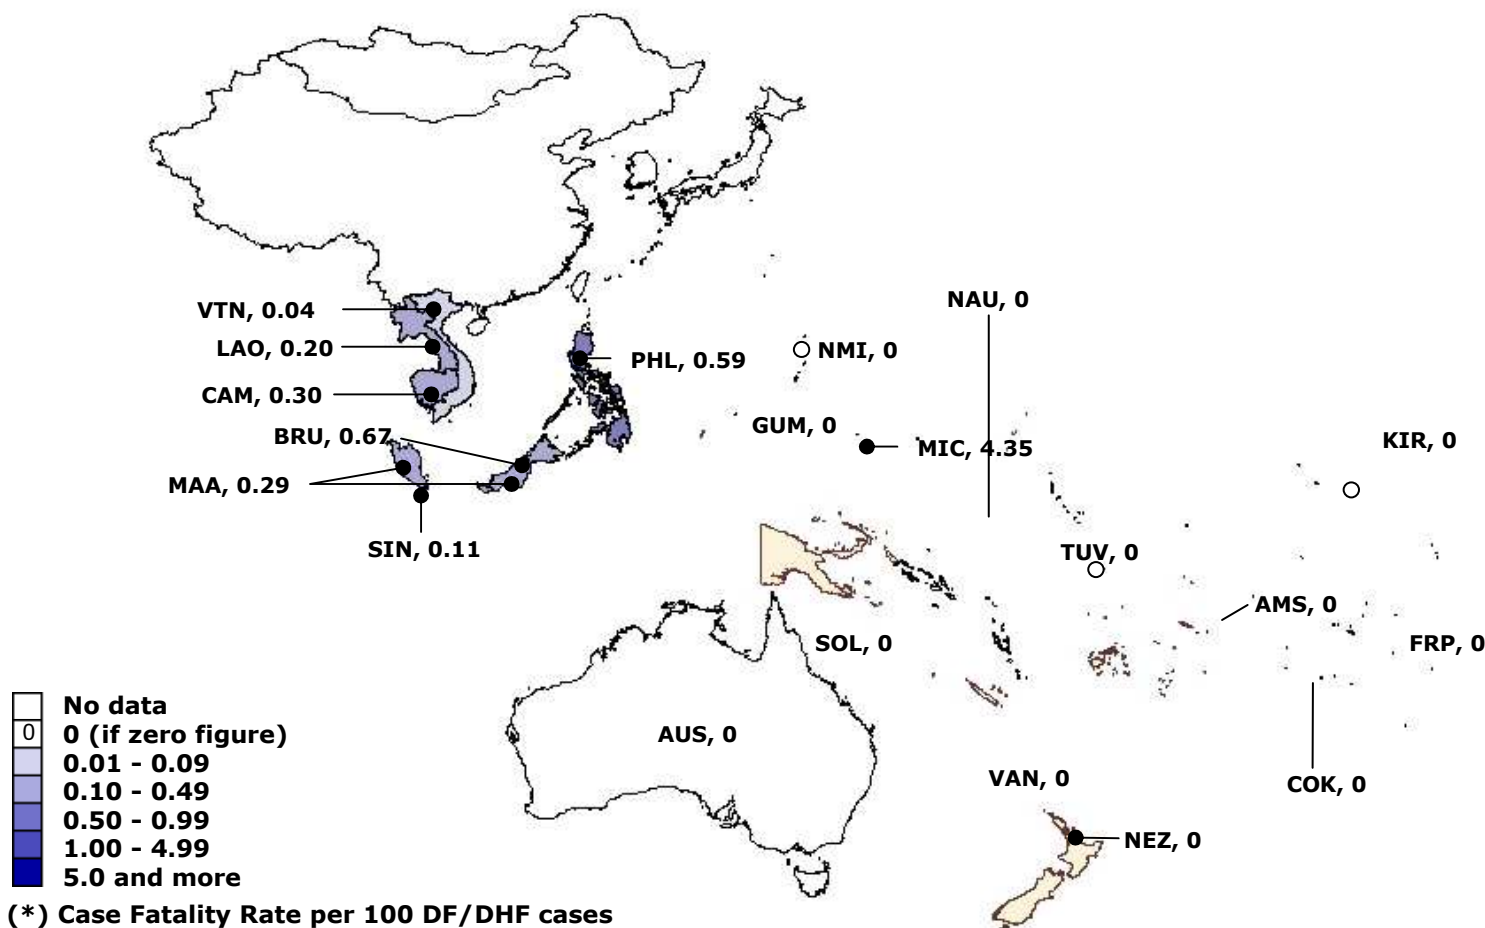 NAU, 0
VTN, 0.04
LAO, 0.20
PHL, 0.59
NMI, 0
CAM, 0.30
GUM, 0
BRU, 0.67
MIC, 4.35
KIR, 0
MAA, 0.29
SIN, 0.11
TUV, 0
AMS, 0
SOL, 0
FRP, 0
AUS, 0
VAN, 0
COK, 0
NEZ, 0
No data
0 0 (if zero figure)
0.01 - 0.09
0.10 - 0.49
0.50 - 0.99
1.00 - 4.99
5.0 and more
(*) Case Fatality Rate per 100 DF/DHF cases